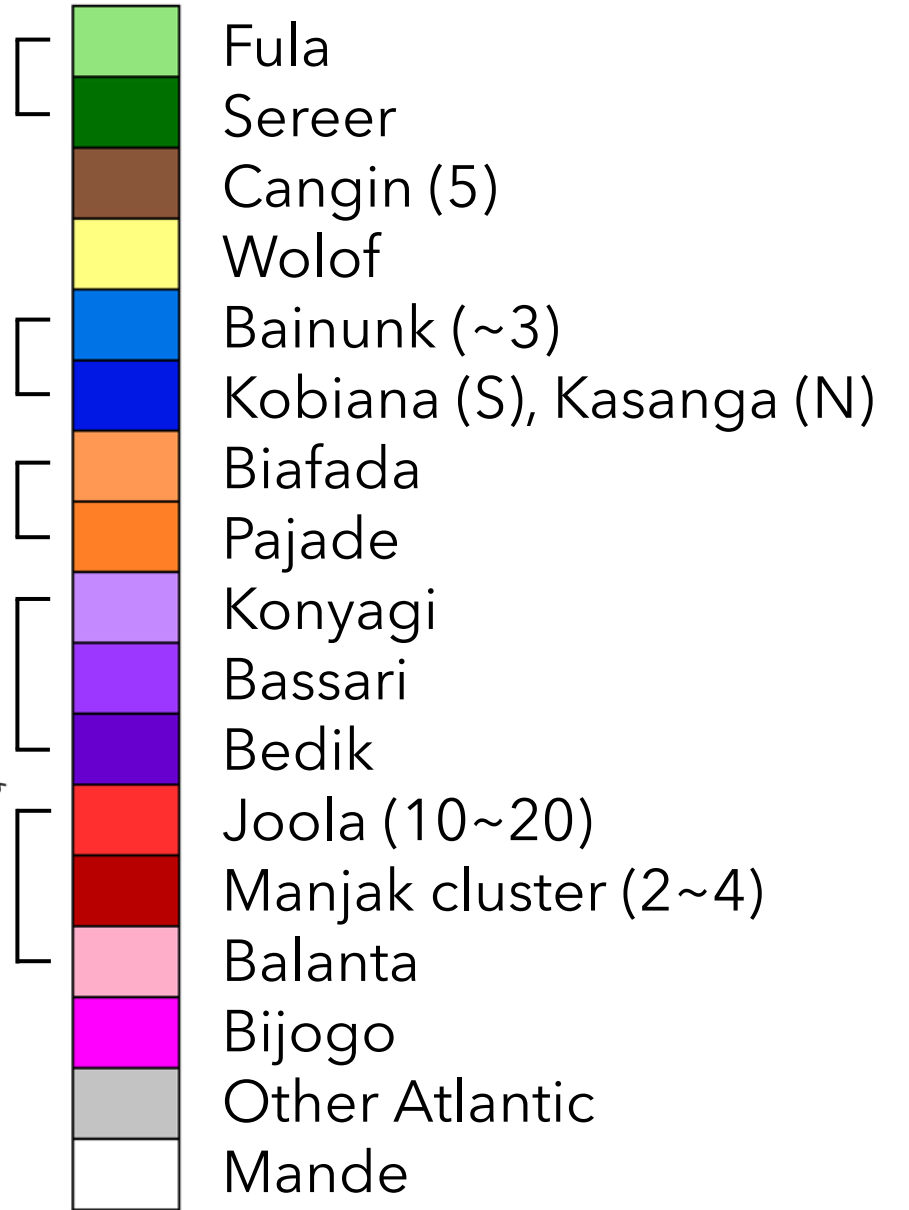 Fula
Sereer
Cangin (5)
Wolof
Bainunk (~3)
Kobiana (S), Kasanga (N)
Biafada
Pajade
Konyagi
Bassari
Bedik
Joola (10~20)
Manjak cluster (2~4)
Balanta
Bijogo
Other Atlantic
Mande